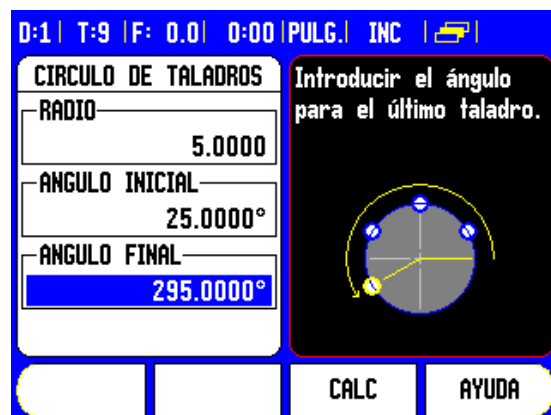 D:1| T:9 |F: 0.0| 0:00|PULG.| INC |
CIRCULO DE TALADROS
RADIO
5.0000
ANGULO INICIAL
25.0000°
ANGULO FINAL
295.0000°
Introducir el ángulo
para el último taladro.
CALC
AYUDA